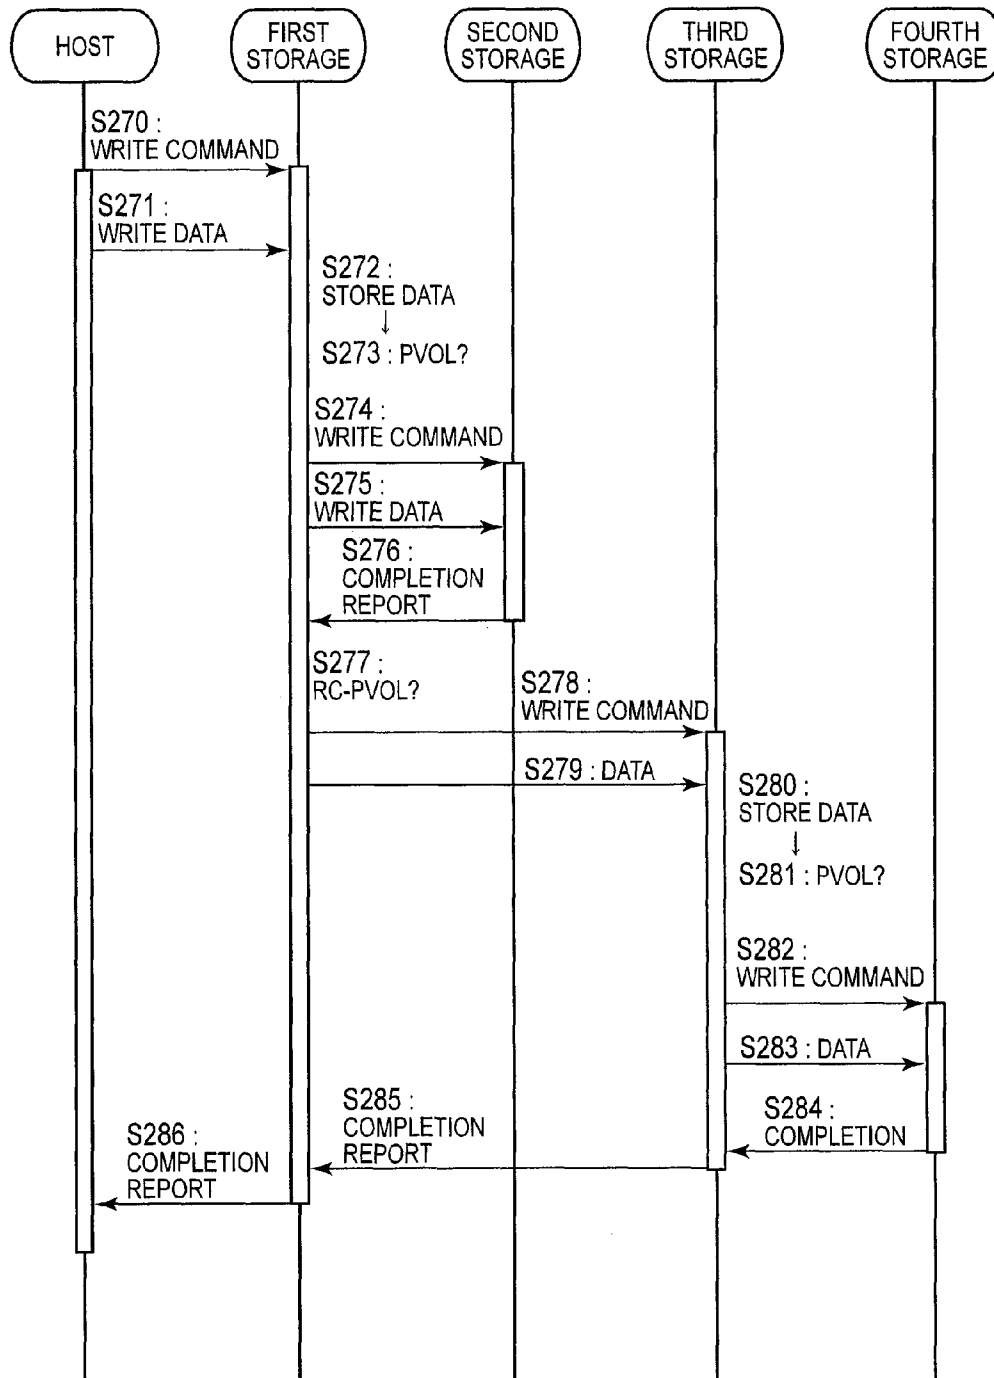 HOST
FIRST
STORAGE
SECOND
STORAGE
THIRD
STORAGE
FOURTH
STORAGE
S270 :
WRITE COMMAND
S271 :
WRITE DATA
S272 :
STORE DATA
↓
S273 : PVOL?
S274 :
WRITE COMMAND
S275 :
WRITE DATA
S276 :
COMPLETION
REPORT
S277 :
RC-PVOL?
S278 :
WRITE COMMAND
S279 : DATA
S280 :
STORE DATA
↓
S281 : PVOL?
S282 :
WRITE COMMAND
S283 : DATA
S284 :
COMPLETION
S285 :
COMPLETION
REPORT
S286 :
COMPLETION
REPORT